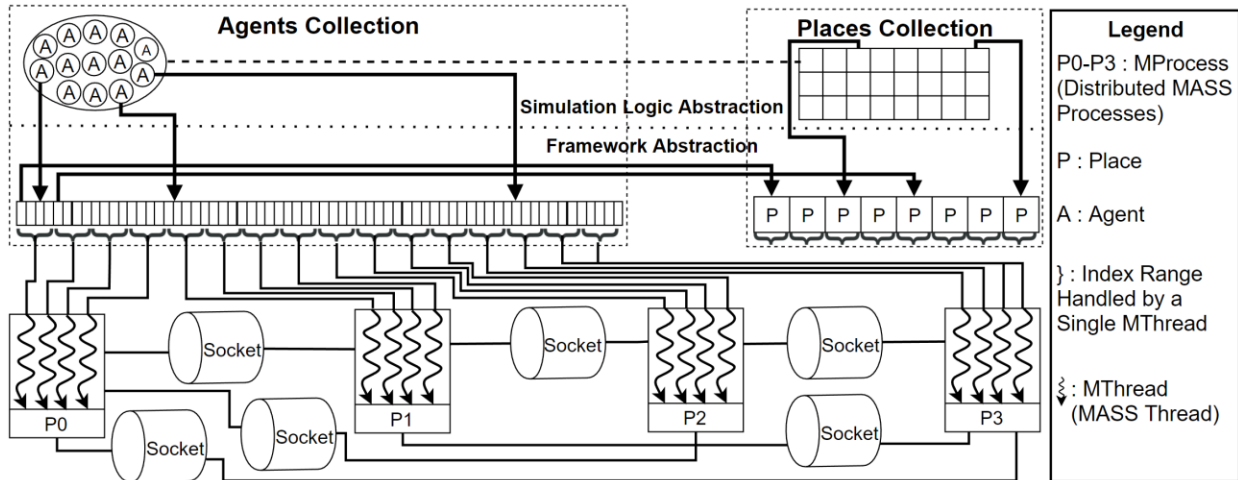 Agents Collection
A A A
A A
A A A
A A
A A A
Places Collection
Simulation Logic Abstraction
Framework Abstraction
P P P P P P P P
Socket
Socket
Socket
P0
P1
P2
P3
Socket
Socket
Socket
Legend
P0-P3 : MProcess
(Distributed MASS
Processes)
P : Place
A : Agent
} : Index Range
Handled by a
Single MThread
: MThread
(MASS Thread)